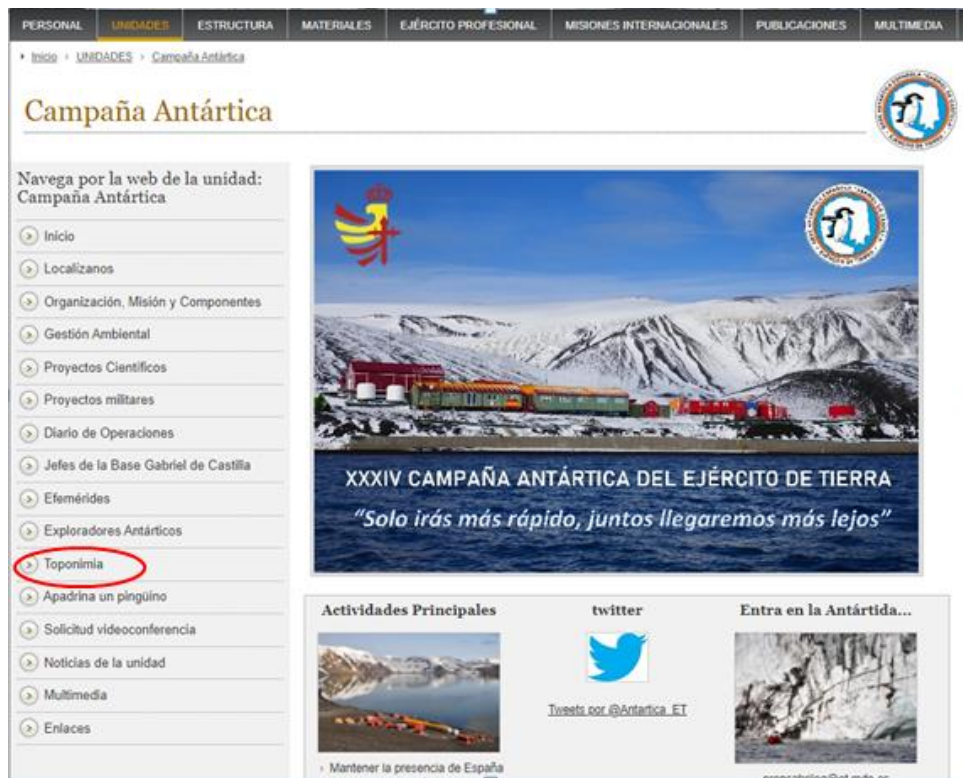 PERSONAL UNIDADES ESTRUCTURA MATERIALES EJÉRCITO PROFESIONAL MISIONES INTERNACIONALES PUBLICACIONES MULTIMEDIA
Inicio › UNIDADES › Campaña Antártica
Campaña Antártica
Navega por la web de la unidad:
Campaña Antártica
Inicio
Localízanos
Organización, Misión y Componentes
Gestión Ambiental
Proyectos Científicos
Proyectos militares
Diario de Operaciones
Jefes de la Base Gabriel de Castilla
Efemérides
Exploradores Antárticos
Toponimia
Apadrina un pingüino
Solicitud videoconferencia
Noticias de la unidad
Multimedia
Enlaces
XXXIV CAMPAÑA ANTÁRTICA DEL EJÉRCITO DE TIERRA
“Solo irás más rápido, juntos llegaremos más lejos”
Actividades Principales
› Mantener la presencia de España
twitter
Tweets por @Antartica_ET
Entra en la Antártida...